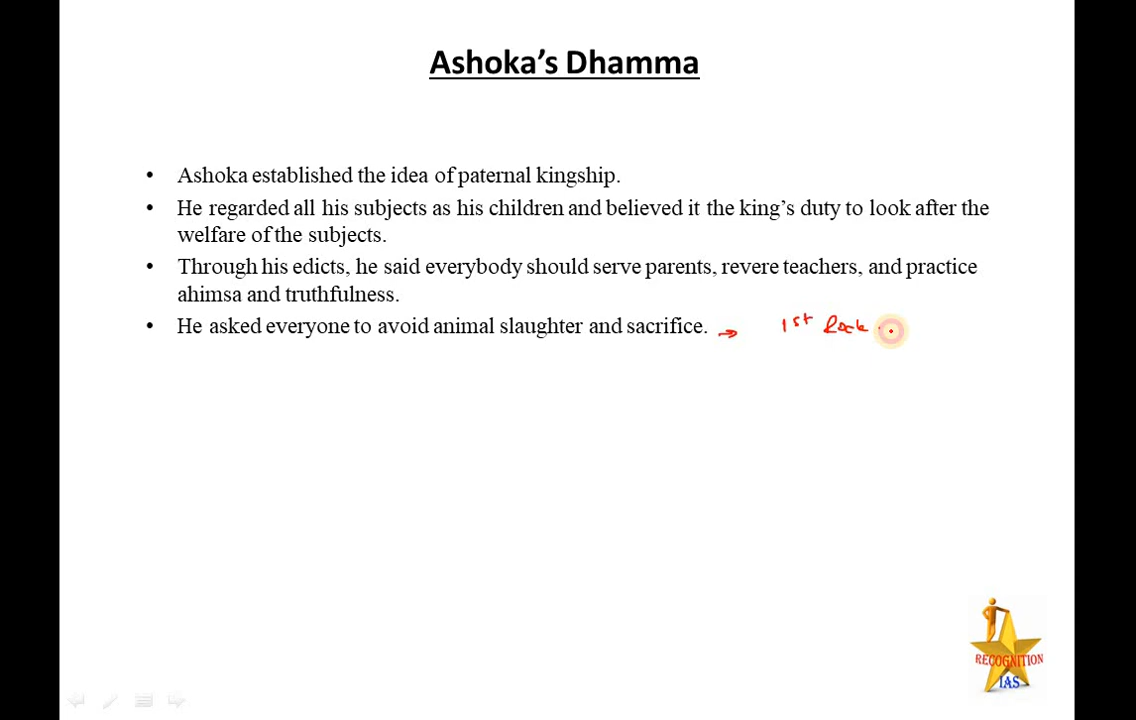 Ashoka's Dhamma
• Ashoka established the idea of paternal kingship.
• He regarded all his subjects as his children and believed it the king's duty to look after the
welfare of the subjects.
• Through his edicts, he said everybody should serve parents, revere teachers, and practice
ahimsa and truthfulness.
• He asked everyone to avoid animal slaughter and sacrifice. → 1st Rock
RECOGNITION
IAS